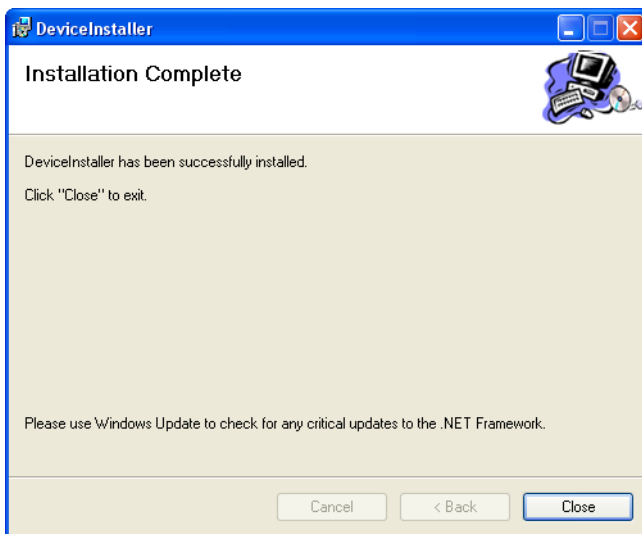 DeviceInstaller
Installation Complete
DeviceInstaller has been successfully installed.
Click "Close" to exit.
Please use Windows Update to check for any critical updates to the .NET Framework.
Cancel
< Back
Close